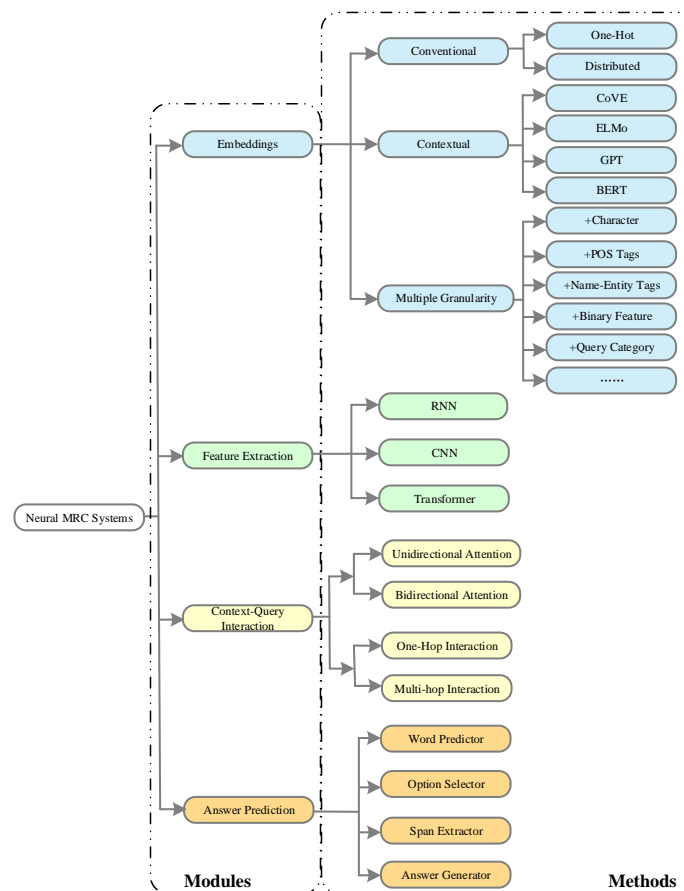 One-Hot
Conventional
Distributed
CoVE
ELMo
Embeddings
Contextual
GPT
BERT
+Character
+POS Tags
+Name-Entity Tags
Multiple Granularity
+Binary Feature
+Query Category
······
RNN
Feature Extraction
CNN
Transformer
Neural MRC Systems
Unidirectional Attention
Bidirectional Attention
Context-Query
Interaction
One-Hop Interaction
Multi-hop Interaction
Word Predictor
Option Selector
Answer Prediction
Span Extractor
Answer Generator
Modules
Methods